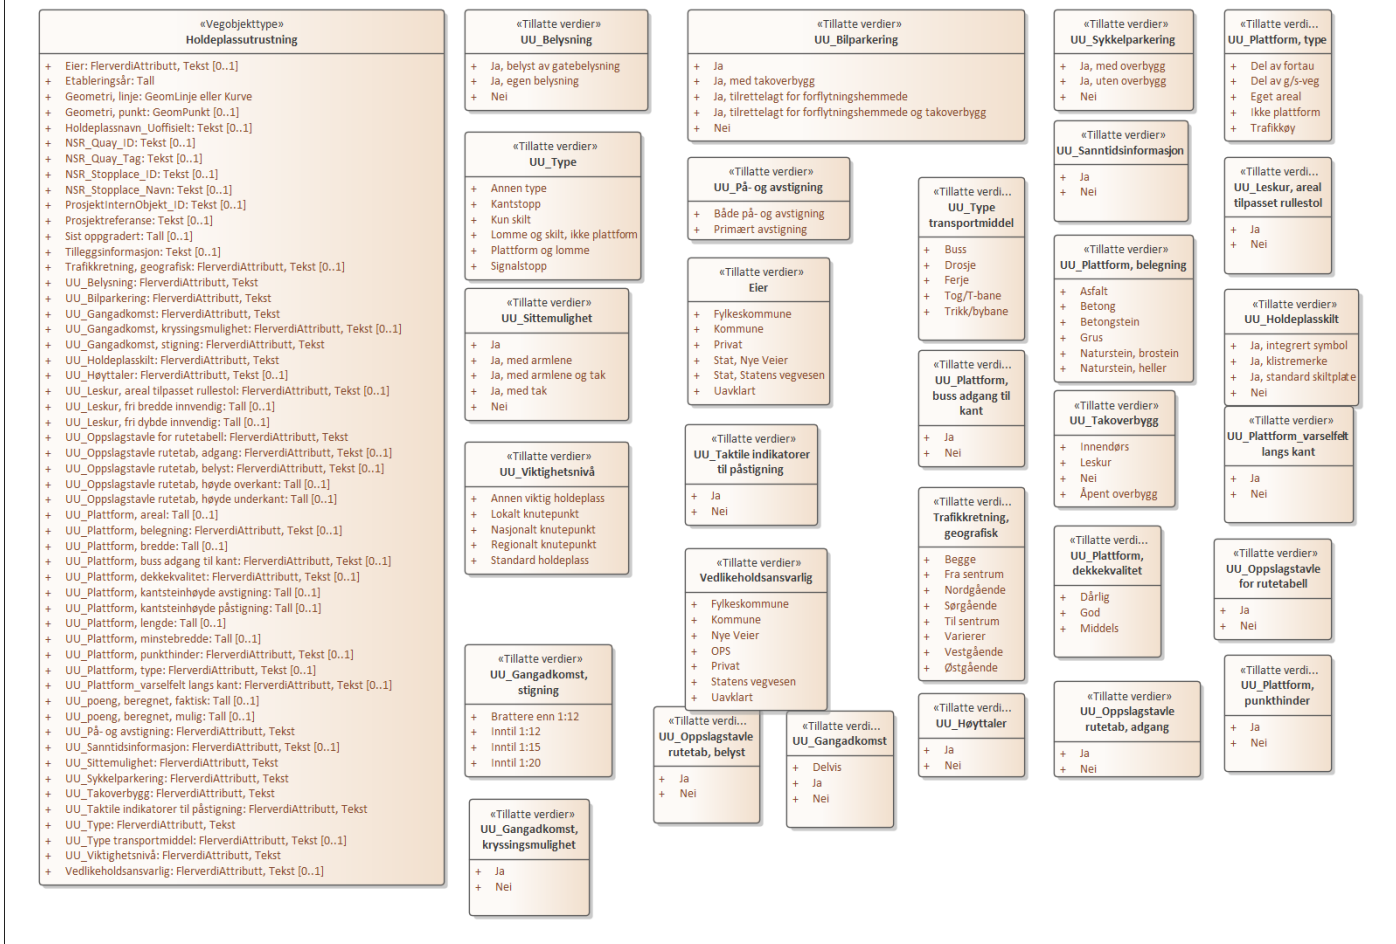 «Vegobjekttype»
Holdeplassutrustning
+ Eier: FlerverdiAttributt, Tekst [0..1]
+ Etableringsår: Tall
+ Geometri, linje: GeomLinje eller Kurve
+ Geometri, punkt: GeomPunkt [0..1]
+ Holdeplassnavn_Uoffisielt: Tekst [0..1]
+ NSR_Quay_ID: Tekst [0..1]
+ NSR_Quay_Tag: Tekst [0..1]
+ NSR_Stopplace_ID: Tekst [0..1]
+ NSR_Stopplace_Navn: Tekst [0..1]
+ ProsjektInternObjekt_ID: Tekst [0..1]
+ Prosjektreferanse: Tekst [0..1]
+ Sist oppgradert: Tall [0..1]
+ Tilleggsinformasjon: Tekst [0..1]
+ Trafikkretning, geografisk: FlerverdiAttributt, Tekst [0..1]
+ UU_Belysning: FlerverdiAttributt, Tekst
+ UU_Bilparkering: FlerverdiAttributt, Tekst
+ UU_Gangadkomst: FlerverdiAttributt, Tekst
+ UU_Gangadkomst, kryssingsmulighet: FlerverdiAttributt, Tekst [0..1]
+ UU_Gangadkomst, stigning: FlerverdiAttributt, Tekst
+ UU_Holdeplasskilt: FlerverdiAttributt, Tekst
+ UU_Høyttaler: FlerverdiAttributt, Tekst [0..1]
+ UU_Leskur, areal tilpasset rullestol: FlerverdiAttributt, Tekst [0..1]
+ UU_Leskur, fri bredde innvendig: Tall [0..1]
+ UU_Leskur, fri dybde innvendig: Tall [0..1]
+ UU_Oppslagstavle for rutetabell: FlerverdiAttributt, Tekst
+ UU_Oppslagstavle rutetab, adgang: FlerverdiAttributt, Tekst [0..1]
+ UU_Oppslagstavle rutetab, belyst: FlerverdiAttributt, Tekst [0..1]
+ UU_Oppslagstavle rutetab, høyde overkant: Tall [0..1]
+ UU_Oppslagstavle rutetab, høyde underkant: Tall [0..1]
+ UU_Plattform, areal: Tall [0..1]
+ UU_Plattform, belegning: FlerverdiAttributt, Tekst [0..1]
+ UU_Plattform, bredde: Tall [0..1]
+ UU_Plattform, buss adgang til kant: FlerverdiAttributt, Tekst [0..1]
+ UU_Plattform, dekkekvalitet: FlerverdiAttributt, Tekst [0..1]
+ UU_Plattform, kantsteinhøyde avstigning: Tall [0..1]
+ UU_Plattform, kantsteinhøyde påstigning: Tall [0..1]
+ UU_Plattform, lengde: Tall [0..1]
+ UU_Plattform, minstebredde: Tall [0..1]
+ UU_Plattform, punkthinder: FlerverdiAttributt, Tekst [0..1]
+ UU_Plattform, type: FlerverdiAttributt, Tekst [0..1]
+ UU_Plattform_varselfelt langs kant: FlerverdiAttributt, Tekst [0..1]
+ UU_poeng, beregnet, faktisk: Tall [0..1]
+ UU_poeng, beregnet, mulig: Tall [0..1]
+ UU_På- og avstigning: FlerverdiAttributt, Tekst
+ UU_Sanntidsinformasjon: FlerverdiAttributt, Tekst [0..1]
+ UU_Sittemulighet: FlerverdiAttributt, Tekst
+ UU_Sykkelparkering: FlerverdiAttributt, Tekst
+ UU_Takoverbygg: FlerverdiAttributt, Tekst
+ UU_Taktile indikatorer til påstigning: FlerverdiAttributt, Tekst
+ UU_Type: FlerverdiAttributt, Tekst
+ UU_Type transportmiddel: FlerverdiAttributt, Tekst [0..1]
+ UU_Viktighetsnivå: FlerverdiAttributt, Tekst
+ Vedlikeholdsansvarlig: FlerverdiAttributt, Tekst [0..1]
«Tillatte verdier»
UU_Belysning
+ Ja, belyst av gatebelysning
+ Ja, egen belysning
+ Nei
«Tillatte verdier»
UU_Type
+ Annen type
+ Kantstopp
+ Kun skilt
+ Lomme og skilt, ikke plattform
+ Plattform og lomme
+ Signalstopp
«Tillatte verdier»
UU_Sittemulighet
+ Ja
+ Ja, med armlene
+ Ja, med armlene og tak
+ Ja, med tak
+ Nei
«Tillatte verdier»
UU_Viktighetsnivå
+ Annen viktig holdeplass
+ Lokalt knutepunkt
+ Nasjonalt knutepunkt
+ Regionalt knutepunkt
+ Standard holdeplass
«Tillatte verdier»
UU_Gangadkomst,
stigning
+ Brattere enn 1:12
+ Inntil 1:12
+ Inntil 1:15
+ Inntil 1:20
«Tillatte verdier»
UU_Gangadkomst,
kryssingsmulighet
+ Ja
+ Nei
«Tillatte verdier»
UU_Bilparkering
+ Ja
+ Ja, med takoverbygg
+ Ja, tilrettelagt for forflytningshemmede
+ Ja, tilrettelagt for forflytningshemmede og takoverbygg
+ Nei
«Tillatte verdier»
UU_På- og avstigning
+ Både på- og avstigning
+ Primært avstigning
«Tillatte verdier»
Eier
+ Fylkeskommune
+ Kommune
+ Privat
+ Stat, Nye Veier
+ Stat, Statens vegvesen
+ Uavklart
«Tillatte verdier»
UU_Taktile indikatorer
til påstigning
+ Ja
+ Nei
«Tillatte verdier»
Vedlikeholdsansvarlig
+ Fylkeskommune
+ Kommune
+ Nye Veier
+ OPS
+ Privat
+ Statens vegvesen
+ Uavklart
«Tillatte verdi...
UU_Oppslagstavle
rutetab, belyst
+ Ja
+ Nei
«Tillatte verdier»
UU_Gangadkomst
+ Delvis
+ Ja
+ Nei
«Tillatte verdi...
UU_Type
transportmiddel
+ Buss
+ Drosje
+ Ferje
+ Tog/T-bane
+ Trikk/bybane
«Tillatte verdi...
UU_Plattform,
buss adgang til
kant
+ Ja
+ Nei
«Tillatte verdi...
Trafikkretning,
geografisk
+ Begge
+ Fra sentrum
+ Nordgående
+ Sørgående
+ Til sentrum
+ Varierer
+ Vestgående
+ Østgående
«Tillatte verdi...
UU_Høyttaler
+ Ja
+ Nei
«Tillatte verdier»
UU_Sykkelparkering
+ Ja, med overbygg
+ Ja, uten overbygg
+ Nei
«Tillatte verdier»
UU_Sanntidsinformasjon
+ Ja
+ Nei
«Tillatte verdier»
UU_Plattform, belegning
+ Asfalt
+ Betong
+ Betongstein
+ Grus
+ Naturstein, brostein
+ Naturstein, heller
«Tillatte verdier»
UU_Takoverbygg
+ Innendørs
+ Leskur
+ Nei
+ Åpent overbygg
«Tillatte verdi...
UU_Plattform,
dekkekvalitet
+ Dårlig
+ God
+ Middels
«Tillatte verdier»
UU_Oppslagstavle
rutetab, adgang
+ Ja
+ Nei
«Tillatte verdi...
UU_Plattform, type
+ Del av fortau
+ Del av g/s-veg
+ Eget areal
+ Ikke plattform
+ Trafikkøy
«Tillatte verdier»
UU_Leskur, areal
tilpasset rullestol
+ Ja
+ Nei
«Tillatte verdier»
UU_Holdeplasskilt
+ Ja, integrert symbol
+ Ja, klistremerke
+ Ja, standard skiltplate
+ Nei
«Tillatte verdier»
UU_Plattform_varselfelt
langs kant
+ Ja
+ Nei
«Tillatte verdier»
UU_Oppslagstavle
for rutetabell
+ Ja
+ Nei
«Tillatte verdi...
UU_Plattform,
punkthinder
+ Ja
+ Nei